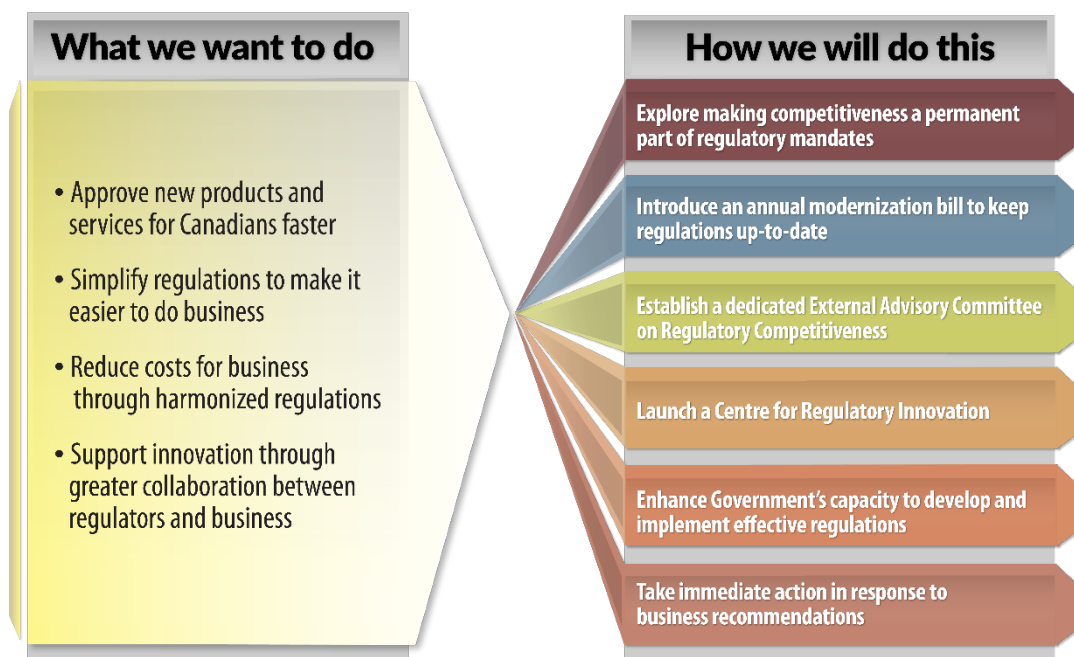 What we want to do
• Approve new products and
services for Canadians faster
• Simplify regulations to make it
easier to do business
• Reduce costs for business
through harmonized regulations
• Support innovation through
greater collaboration between
regulators and business
How we will do this
Explore making competitiveness a permanent
part of regulatory mandates
Introduce an annual modernization bill to keep
regulations up-to-date
Establish a dedicated External Advisory Committee
on Regulatory Competitiveness
Launch a Centre for Regulatory Innovation
Enhance Government’s capacity to develop and
implement effective regulations
Take immediate action in response to
business recommendations